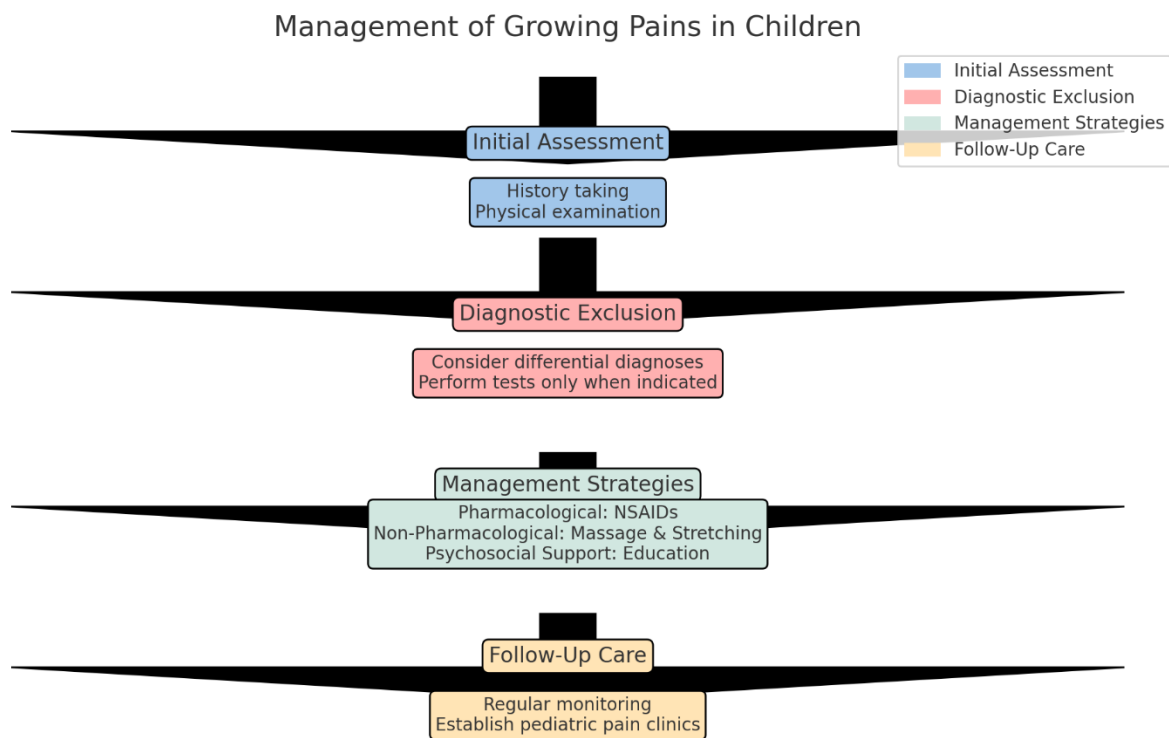 Management of Growing Pains in Children
Initial Assessment
Diagnostic Exclusion
Management Strategies
Follow-Up Care
Initial Assessment
History taking
Physical examination
Diagnostic Exclusion
Consider differential diagnoses
Perform tests only when indicated
Management Strategies
Pharmacological: NSAIDs
Non-Pharmacological: Massage & Stretching
Psychosocial Support: Education
Follow-Up Care
Regular monitoring
Establish pediatric pain clinics